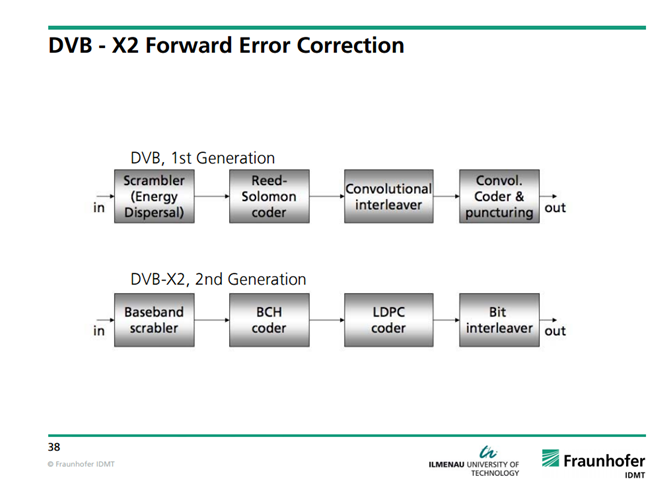 DVB - X2 Forward Error Correction
DVB, 1st Generation
in
Scrambler
(Energy
Dispersal)
Reed-
Solomon
coder
Convolutional
interleaver
Convol.
Coder &
puncturing
out
DVB-X2, 2nd Generation
in
Baseband
scrabler
BCH
coder
LDPC
coder
Bit
interleaver
out
38
© Fraunhofer IDMT
ILMENAU UNIVERSITY OF
TECHNOLOGY
Fraunhofer
IDMT